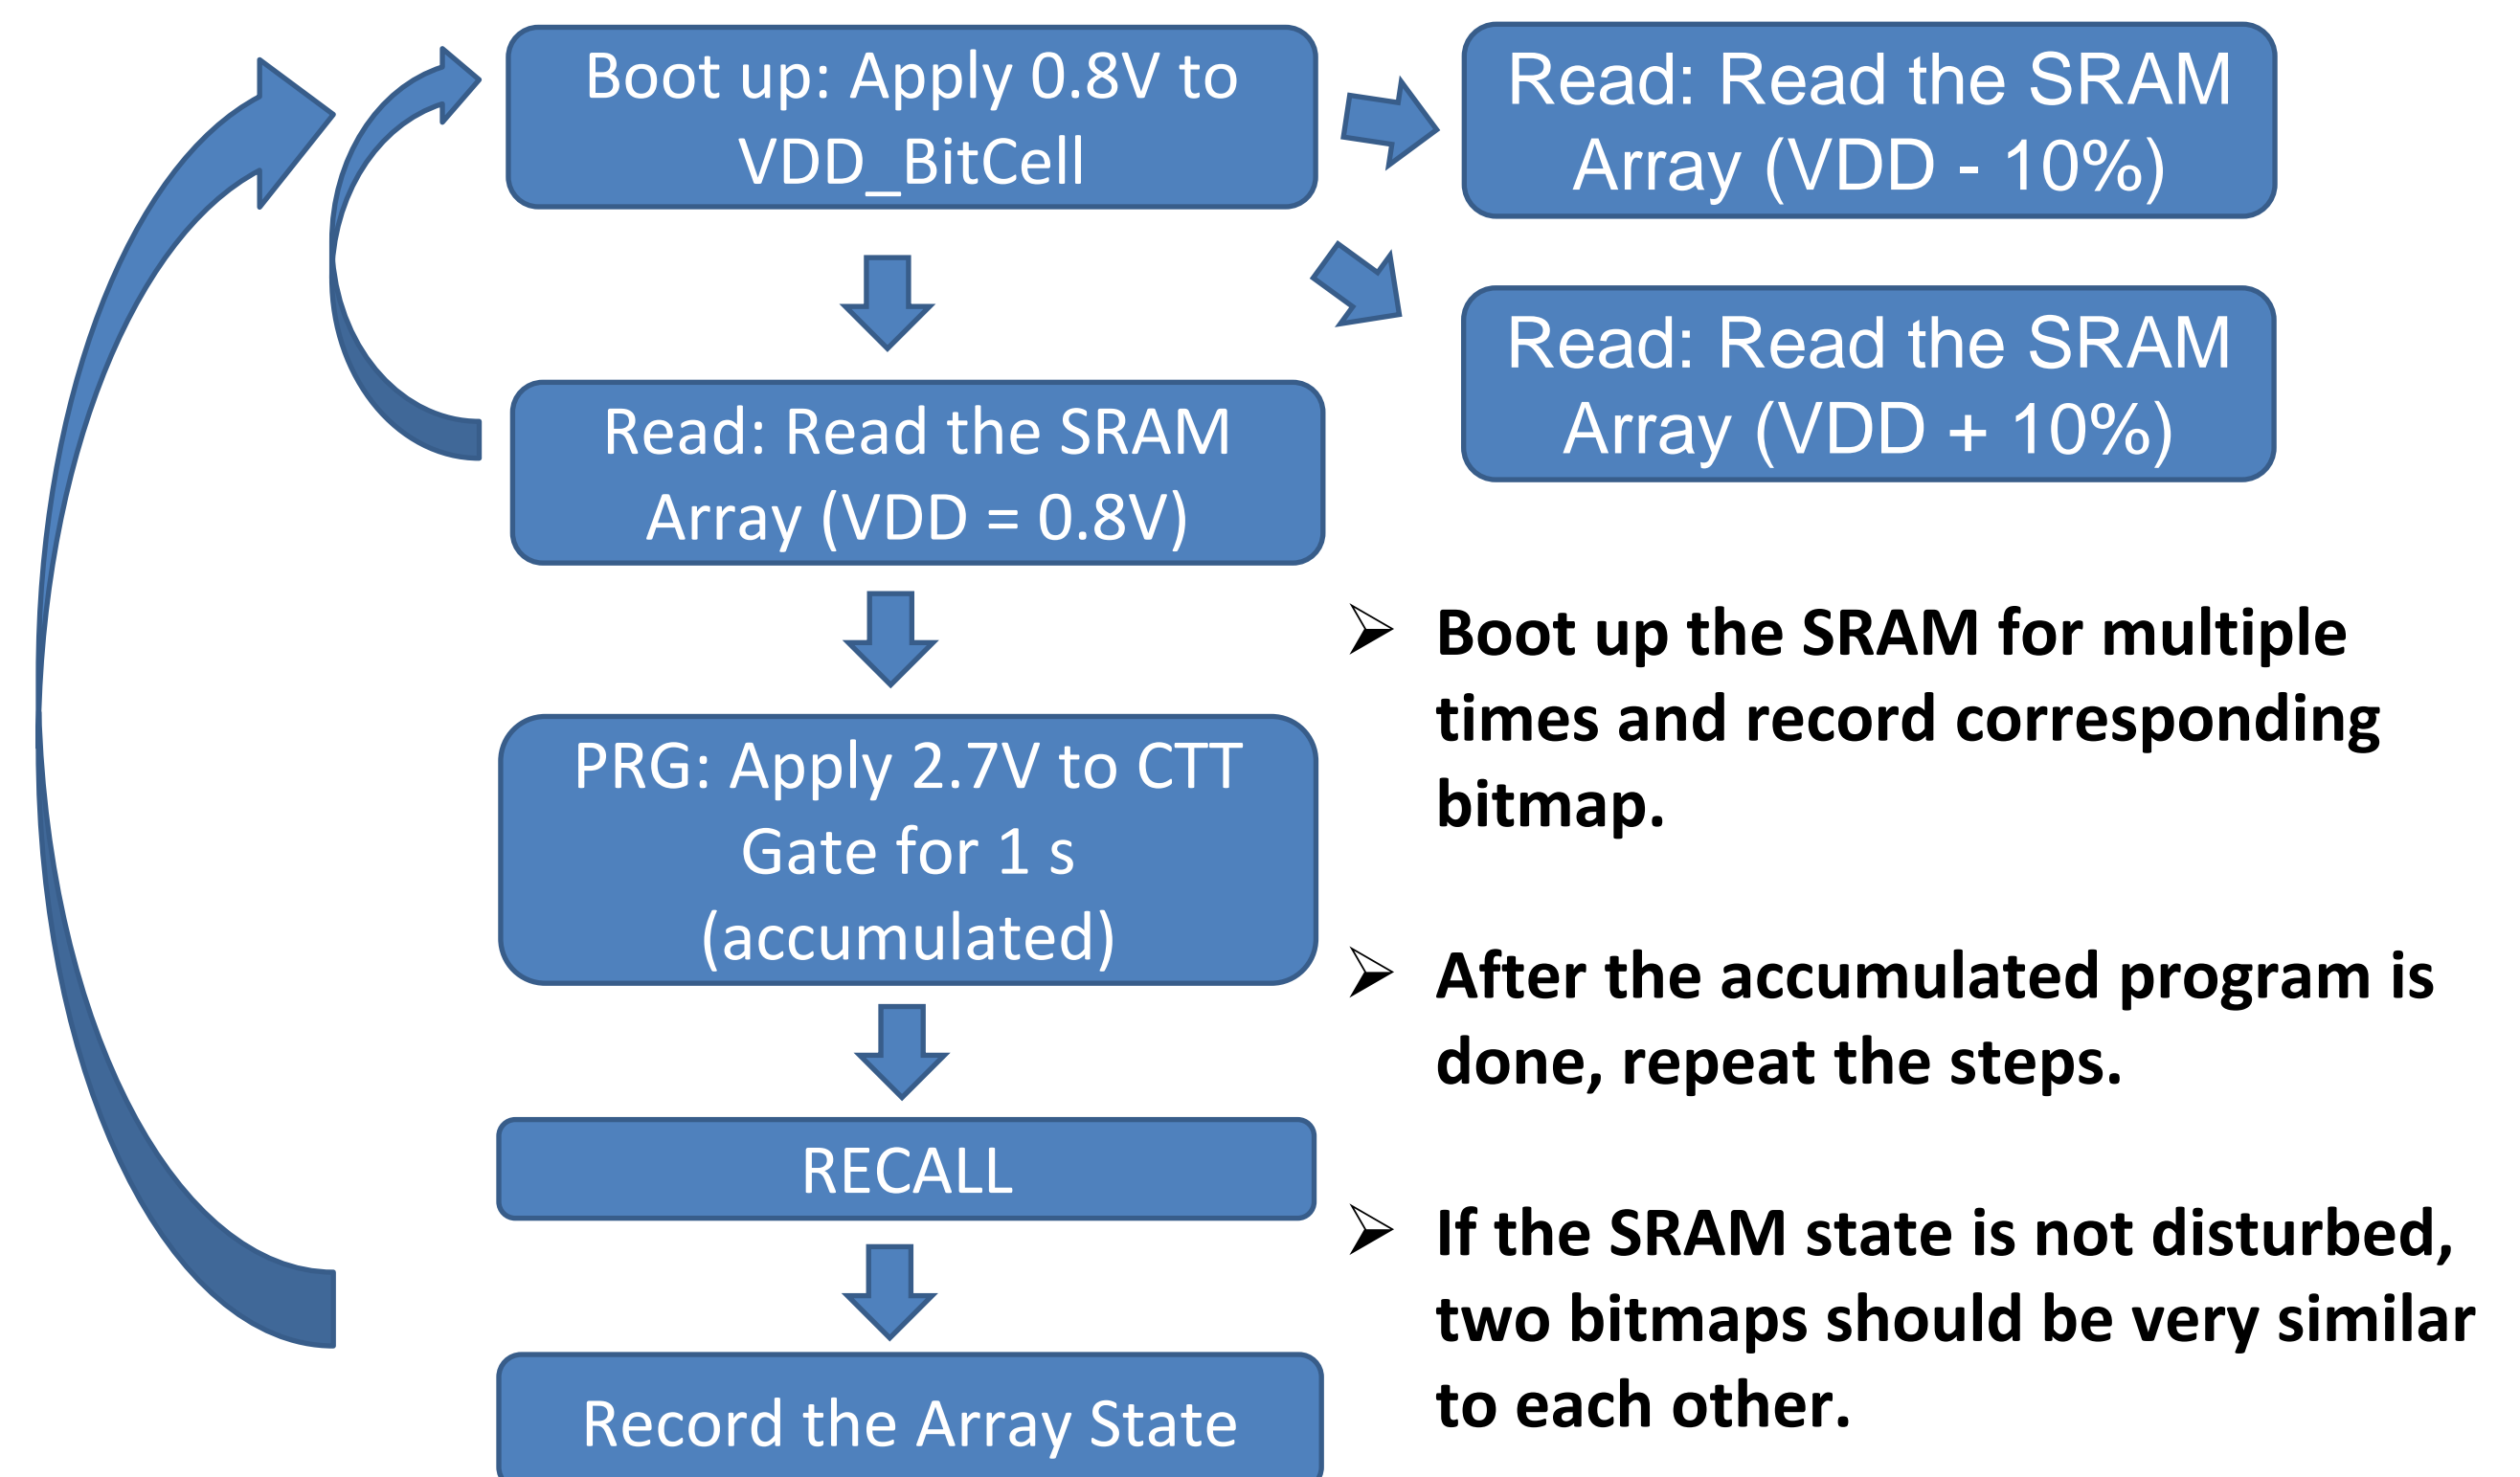 Boot up: Apply 0.8V to
VDD_BitCell
Read: Read the SRAM
Array (VDD - 10%)
Read: Read the SRAM
Array (VDD + 10%)
Read: Read the SRAM
Array (VDD = 0.8V)
PRG: Apply 2.7V to CTT
Gate for 1 s
(accumulated)
RECALL
Record the Array State
Boot up the SRAM for multiple
times and record corresponding
bitmap.
After the accumulated program is
done, repeat the steps.
If the SRAM state is not disturbed,
two bitmaps should be very similar
to each other.